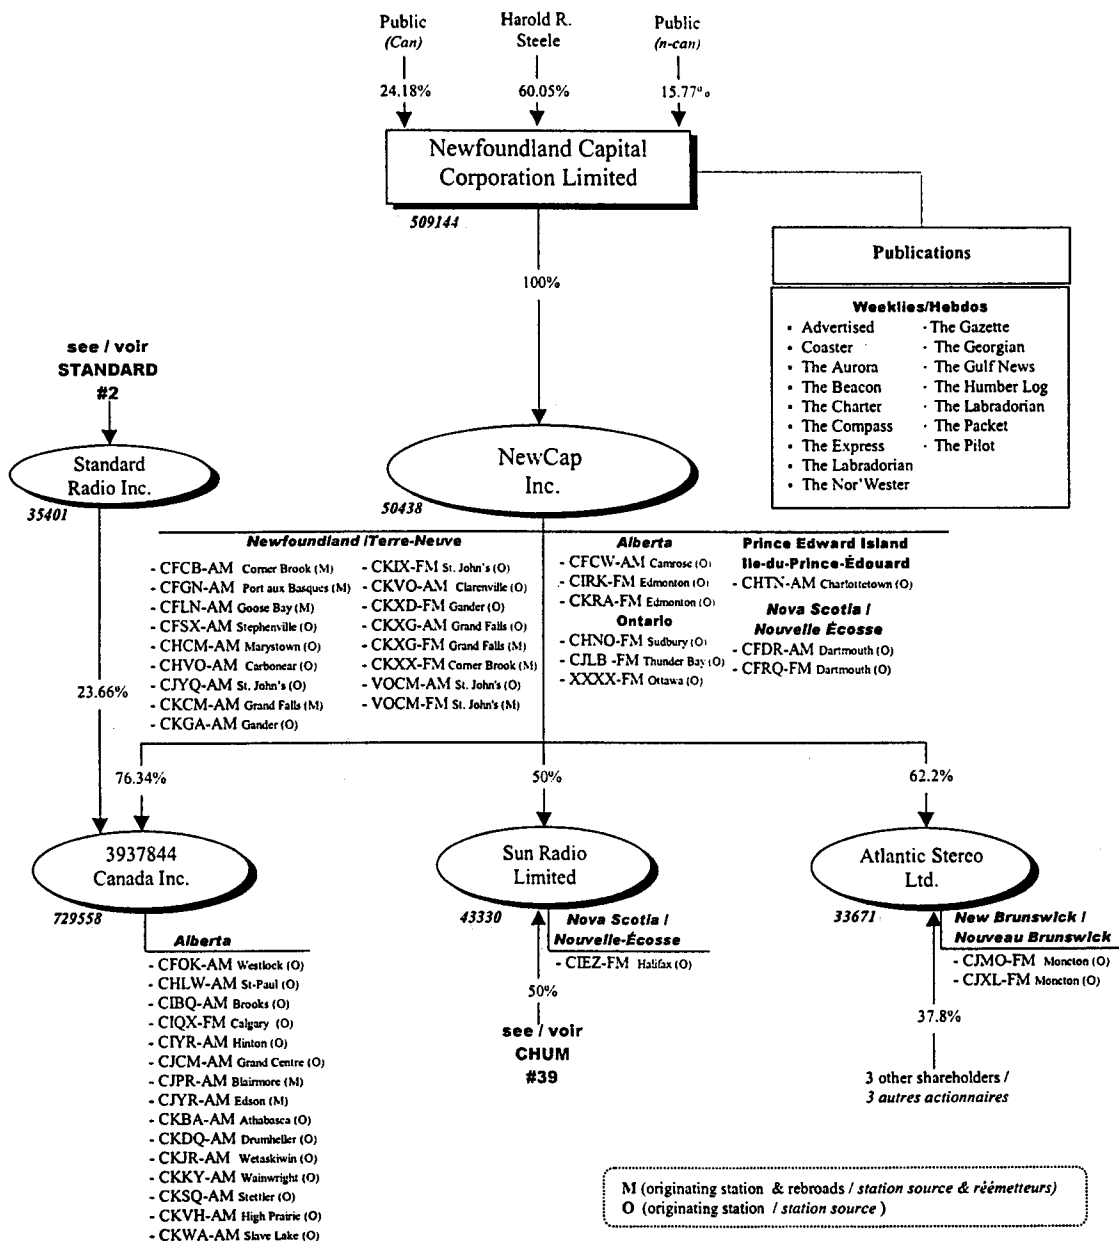 Public
(Can)
Harold R.
Steele
Public
(n-can)
24.18%
60.05%
15.77%
Newfoundland Capital
Corporation Limited
509144
100%
Publications
Weeklies/Hebdos
• Advertised
• Coaster
• The Aurora
• The Beacon
• The Charter
• The Compass
• The Express
• The Labradorian
• The Nor'Wester
· The Gazette
· The Georgian
· The Gulf News
· The Humber Log
· The Labradorian
· The Packet
· The Pilot
see / voir
STANDARD
#2
Standard
Radio Inc.
35401
NewCap
Inc.
50438
Newfoundland /Terre-Neuve
- CFCB-AM Corner Brook (M)
- CFGN-AM Port aux Basques (M)
- CFLN-AM Goose Bay (M)
- CFSX-AM Stephenville (O)
- CHCM-AM Marystown (O)
- CHVO-AM Carbonear (O)
- CJYQ-AM St. John's (O)
- CKCM-AM Grand Falls (M)
- CKGA-AM Gander (O)
- CKIX-FM St. John's (O)
- CKVO-AM Clarenville (O)
- CKXD-FM Gander (O)
- CKXG-AM Grand Falls (O)
- CKXG-FM Grand Falls (M)
- CKXX-FM Corner Brook (M)
- VOCM-AM St. John's (O)
- VOCM-FM St. John's (M)
Alberta
- CFCW-AM Camrose (O)
- CIRK-FM Edmonton (O)
- CKRA-FM Edmonton (O)
Ontario
- CHNO-FM Sudbury (O)
- CJLB -FM Thunder Bay (O)
- XXXX-FM Ottawa (O)
Prince Edward Island
Ile-du-Prince-Édouard
- CHTN-AM Charlottetown (O)
Nova Scotia /
Nouvelle Écosse
- CFDR-AM Dartmouth (O)
- CFRQ-FM Dartmouth (O)
23.66%
76.34%
50%
62.2%
3937844
Canada Inc.
729558
Sun Radio
Limited
43330
Atlantic Stereo
Ltd.
33671
Alberta
- CFOK-AM Westlock (O)
- CHLW-AM St-Paul (O)
- CIBQ-AM Brooks (O)
- CIQX-FM Calgary (O)
- CIYR-AM Hinton (O)
- CJCM-AM Grand Centre (O)
- CJPR-AM Blairmore (M)
- CJYR-AM Edson (M)
- CKBA-AM Athabasca (O)
- CKDQ-AM Drumheller (O)
- CKJR-AM Wetaskiwin (O)
- CKKY-AM Wainwright (O)
- CKSQ-AM Stettler (O)
- CKVH-AM High Prairie (O)
- CKWA-AM Slave Lake (O)
Nova Scotia /
Nouvelle-Écosse
- CIEZ-FM Halifax (O)
50%
see / voir
CHUM
#39
New Brunswick /
Nouveau Brunswick
- CJMO-FM Moncton (O)
- CJXL-FM Moncton (O)
37.8%
3 other shareholders /
3 autres actionnaires
M (originating station & rebroads / station source & réémetteurs)
O (originating station / station source )